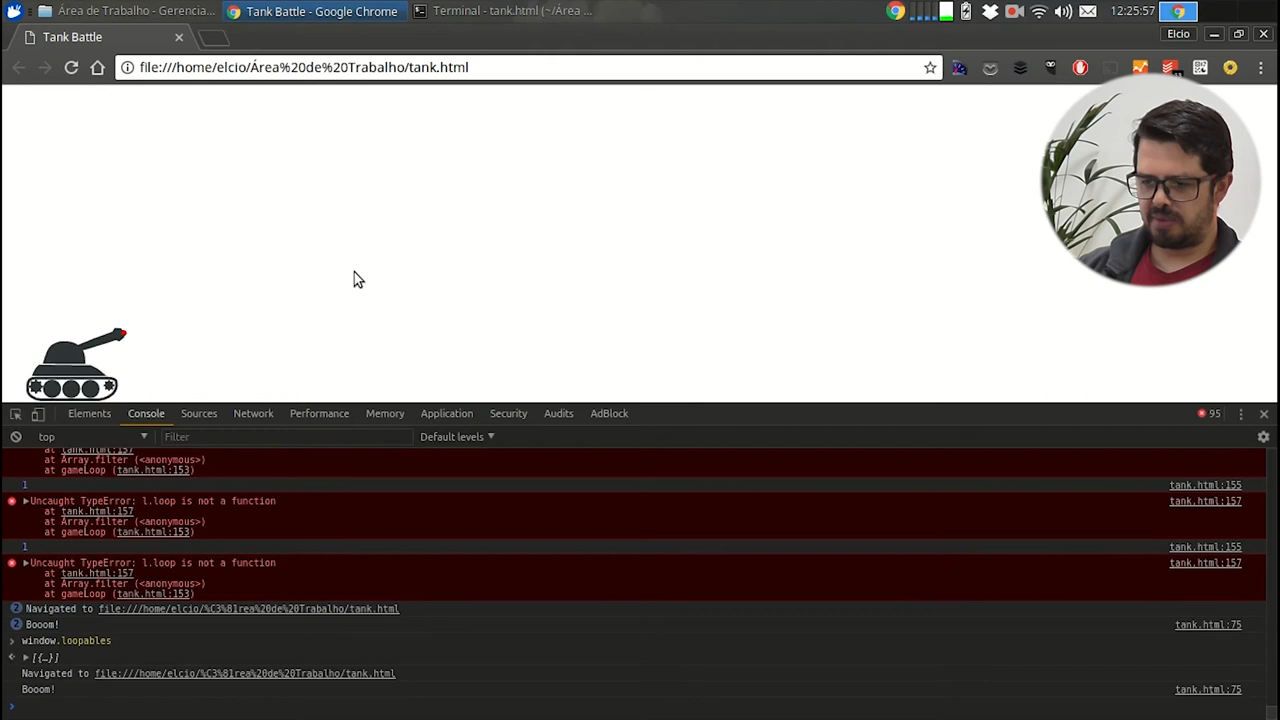 Área de Trabalho - Gerencia... Tank Battle - Google Chrome Terminal - tank.html (~/Área ... 12:25:57
Tank Battle Elcio
file:///home/elcio/Área%20de%20Trabalho/tank.html
Elements Console Sources Network Performance Memory Application Security Audits AdBlock 95
top Filter Default levels
at tank.html:157
at Array.filter (<anonymous>)
at gameLoop (tank.html:153)
1 tank.html:155
Uncaught TypeError: l.loop is not a function tank.html:157
at tank.html:157
at Array.filter (<anonymous>)
at gameLoop (tank.html:153)
1 tank.html:155
Uncaught TypeError: l.loop is not a function tank.html:157
at tank.html:157
at Array.filter (<anonymous>)
at gameLoop (tank.html:153)
2 Navigated to file:///home/elcio/%C3%81rea%20de%20Trabalho/tank.html
2 Booom! tank.html:75
> window.loopables
[{…}]
Navigated to file:///home/elcio/%C3%81rea%20de%20Trabalho/tank.html
Booom! tank.html:75
>